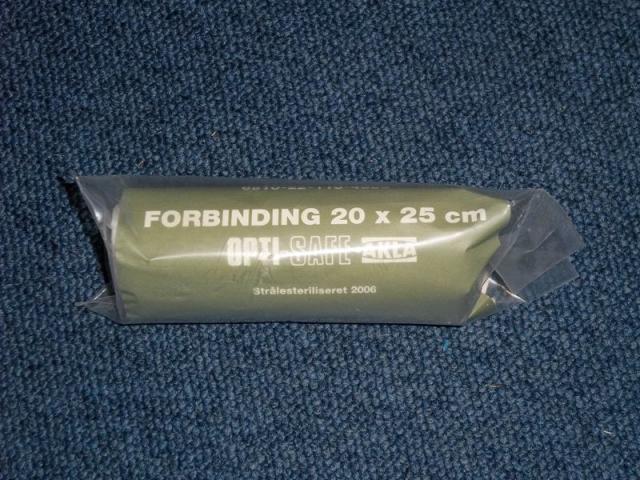 FORBINDING 20 x 25 cm
OPTI SAFE AKLA
Strålesteriliseret 2006